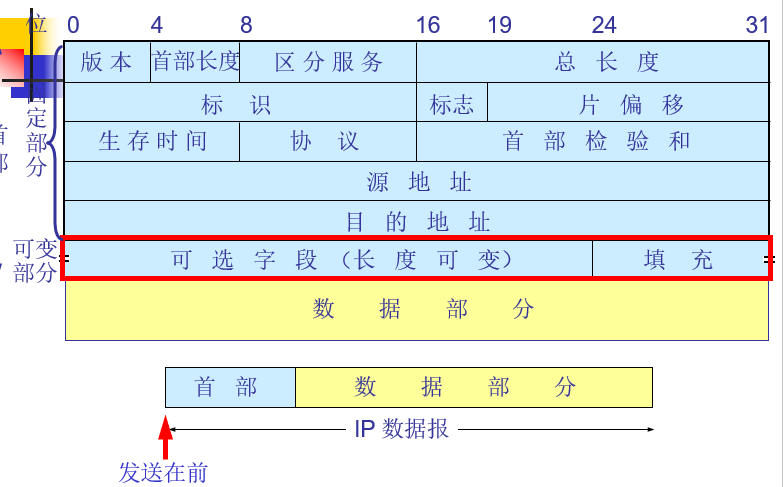 位 0 4 8 16 19 24 31
版 本 首部长度 区 分 服 务 总 长 度
标 识 标志 片 偏 移
定
部
分
首
部
生 存 时 间 协 议 首 部 检 验 和
源 地 址
目 的 地 址
可变
部分
可 选 字 段 （长 度 可 变） 填 充
数 据 部 分
首 部 数 据 部 分
IP 数据报
发送在前